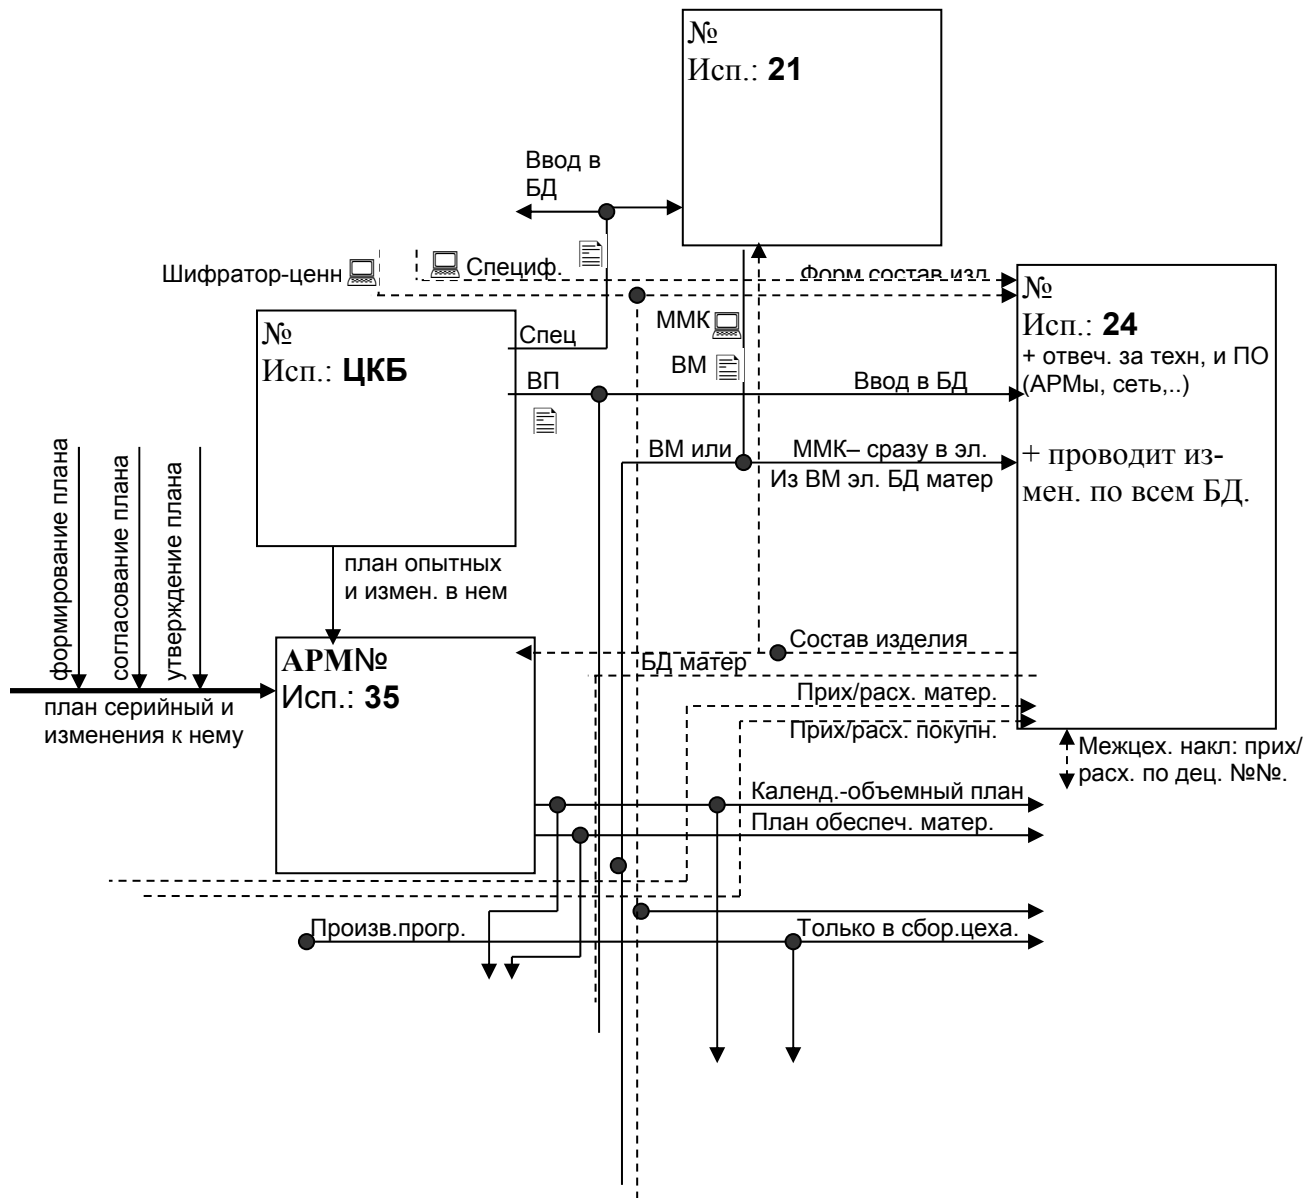 №
Исп.: 21
Ввод в
БД
Шифратор-ценн
Специф.
Форм состав изд
№
Исп.: ЦКБ
Спец
ВП
ММК
ВМ
Ввод в БД
№
Исп.: 24
+ отвеч. за техн, и ПО
(АРМы, сеть,..)
+ проводит из-
мен. по всем БД.
ВМ или
ММК– сразу в эл.
Из ВМ эл. БД матер
формирование плана
согласование плана
утверждение плана
план опытных
и измен. в нем
АРМ№
Исп.: 35
план серийный и
изменения к нему
Состав изделия
БД матер
Прих/расх. матер.
Прих/расх. покупн.
Межцех. накл: прих/
расх. по дец. №№.
Календ.-объемный план
План обеспеч. матер.
Произв.прогр.
Только в сбор.цеха.